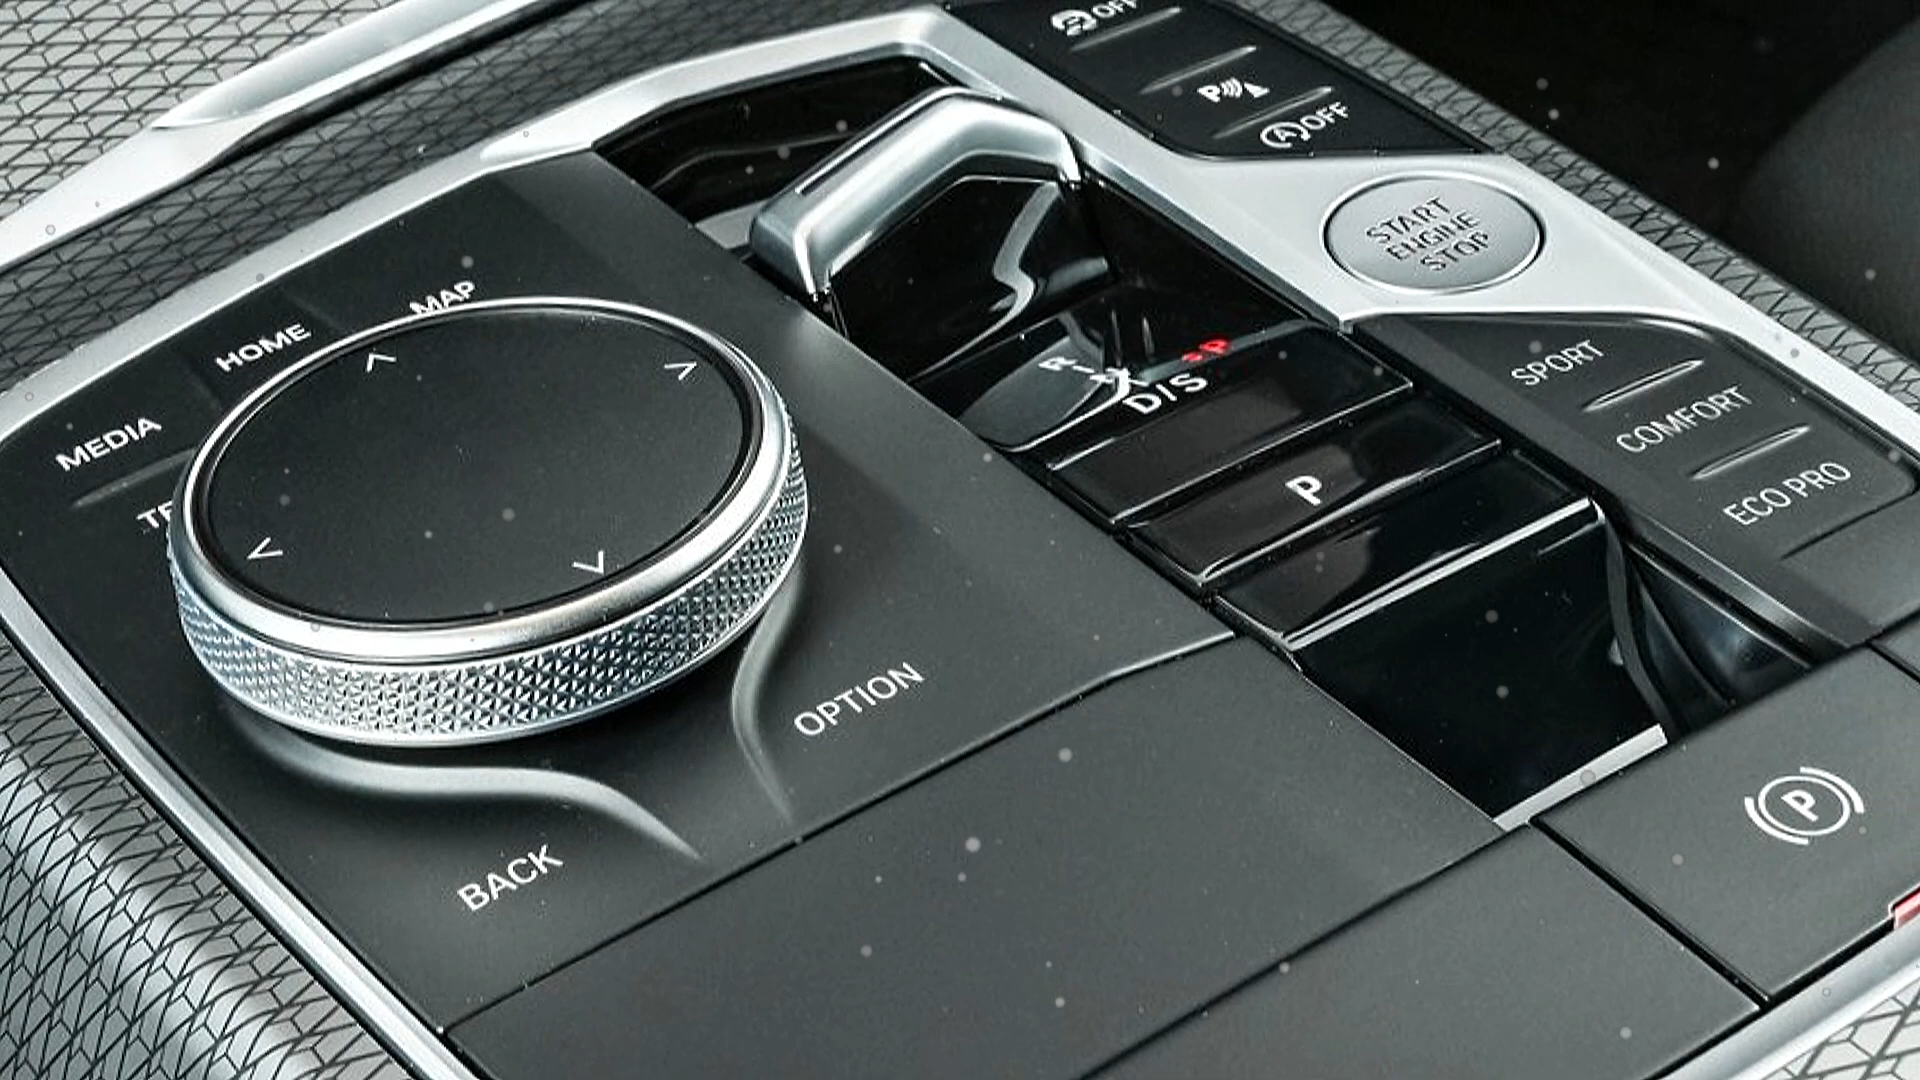 OFF
P
A OFF
START
ENGINE
STOP
MAP
HOME
MEDIA
R
N
D/S
P
SPORT
COMFORT
ECO PRO
P
OPTION
BACK
P